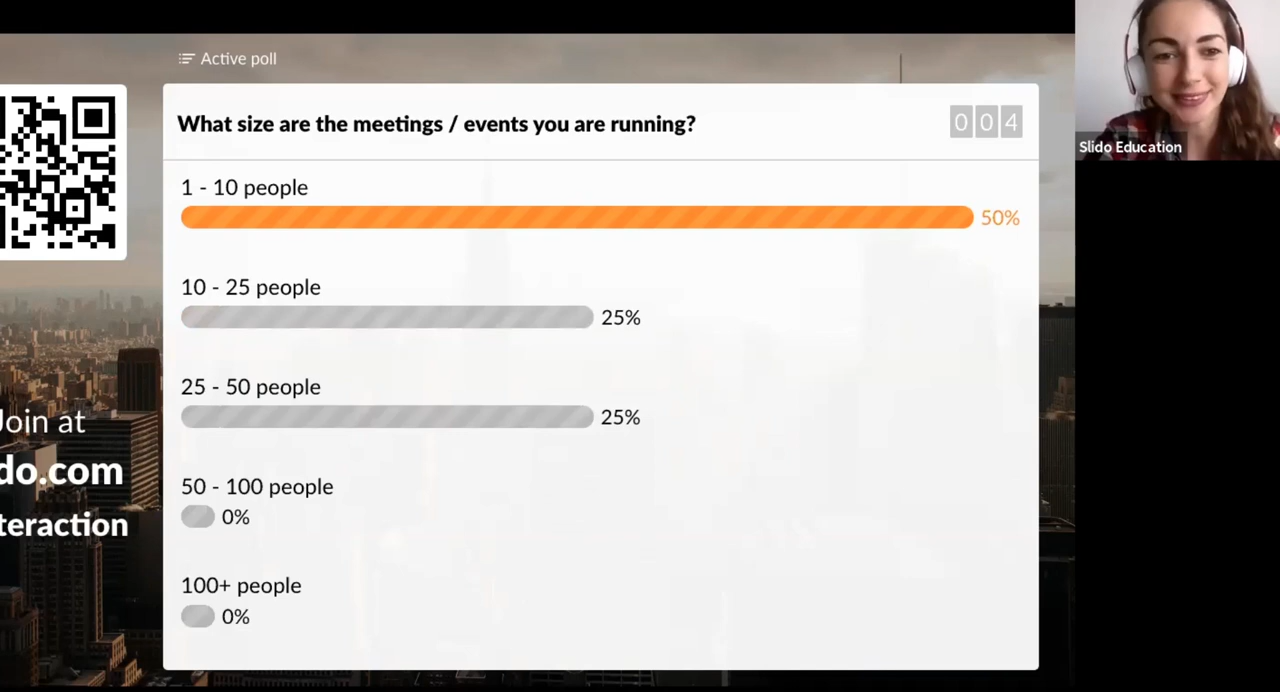 Active poll
What size are the meetings / events you are running?
004
1 - 10 people
50%
10 - 25 people
25%
25 - 50 people
25%
50 - 100 people
0%
100+ people
0%
Join at
do.com
teraction
Slido Education